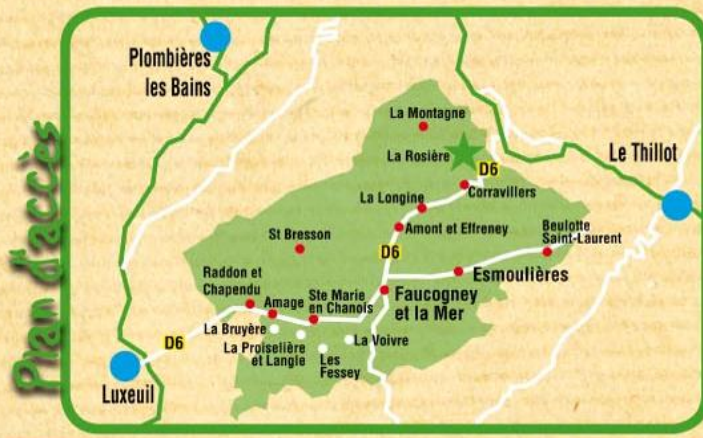 Plan d'accès
Plombières
les Bains
La Montagne
La Rosière
D6
Le Thillot
Corravillers
La Longine
Amont et Effreney
Beulotte
Saint-Laurent
St Bresson
D6
Esmoulières
Raddon et
Chapendu
Amage
Ste Marie
en Chanois
Faucogney
et la Mer
La Bruyère
D6
La Proiselière
et Langle
La Voivre
Les
Fessey
Luxeuil